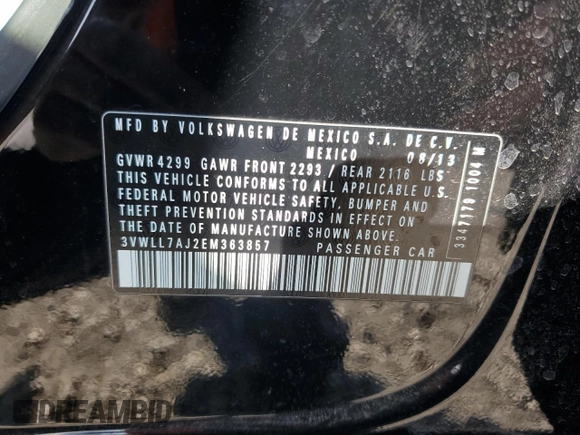 MFD BY VOLKSWAGEN DE MEXICO S.A. DE C.V.
MEXICO 08/13
GVWR 4299 GAWR FRONT 2293 / REAR 2116 LBS
THIS VEHICLE CONFORMS TO ALL APPLICABLE U.S.
FEDERAL MOTOR VEHICLE SAFETY, BUMPER AND
THEFT PREVENTION STANDARDS IN EFFECT ON
THE DATE OF MANUFACTURE SHOWN ABOVE.
3VWLL7AJ2EM363857 PASSENGER CAR
3347179 1004 M
DREAMBID